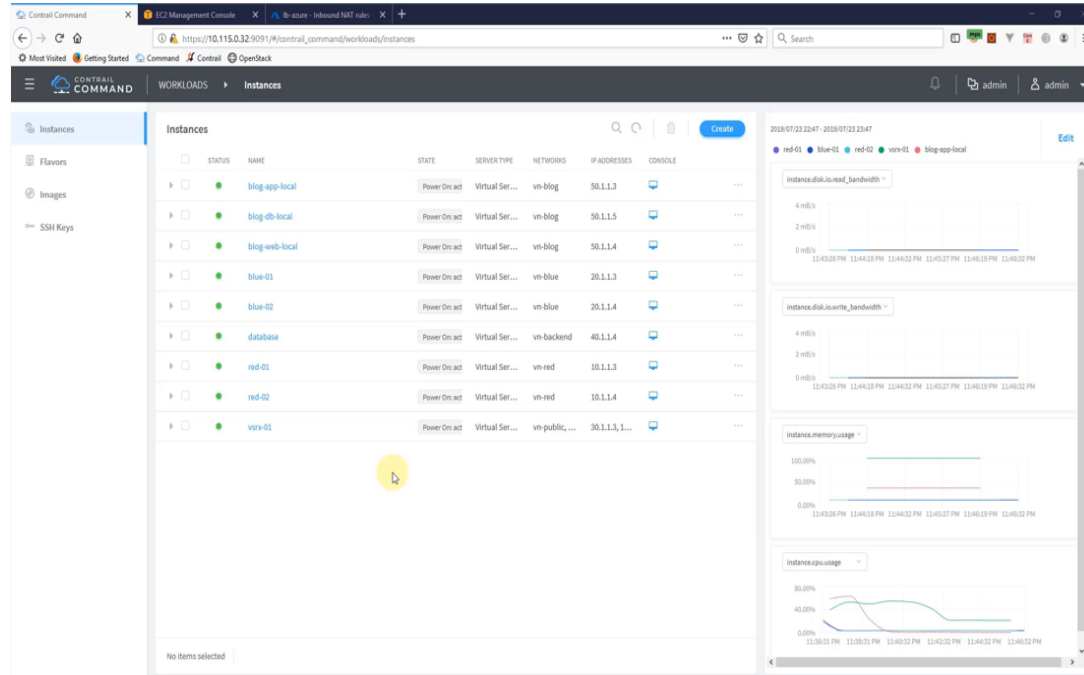 Contrail Command
EC2 Management Console
lb-azure - Inbound NAT rules
https://10.115.0.32:9091/#/contrail_command/workloads/instances
Search
Most Visited Getting Started Command Contrail OpenStack
CONTRAIL COMMAND
WORKLOADS Instances
admin admin
Instances
Flavors
Images
SSH Keys
Instances
Create
STATUS NAME STATE SERVER TYPE NETWORKS IP ADDRESSES CONSOLE
blog-app-local Power On: act Virtual Ser... vn-blog 50.1.1.3
blog-db-local Power On: act Virtual Ser... vn-blog 50.1.1.5
blog-web-local Power On: act Virtual Ser... vn-blog 50.1.1.4
blue-01 Power On: act Virtual Ser... vn-blue 20.1.1.3
blue-02 Power On: act Virtual Ser... vn-blue 20.1.1.4
database Power On: act Virtual Ser... vn-backend 40.1.1.4
red-01 Power On: act Virtual Ser... vn-red 10.1.1.3
red-02 Power On: act Virtual Ser... vn-red 10.1.1.4
vsrx-01 Power On: act Virtual Ser... vn-public, ... 30.1.1.3, 1...
No items selected
2019/07/23 22:47 - 2019/07/23 23:47
Edit
red-01 blue-01 red-02 vsrx-01 blog-app-local
instance.disk.io.read_bandwidth
4 mB/s
2 mB/s
0 mB/s
11:43:26 PM 11:44:18 PM 11:44:32 PM 11:45:27 PM 11:46:19 PM 11:46:32 PM
instance.disk.io.write_bandwidth
4 mB/s
2 mB/s
0 mB/s
11:43:26 PM 11:44:18 PM 11:44:32 PM 11:45:27 PM 11:46:19 PM 11:46:32 PM
instance.memory.usage
100.00%
50.00%
0.00%
11:43:26 PM 11:44:18 PM 11:44:32 PM 11:45:27 PM 11:46:19 PM 11:46:32 PM
instance.cpu.usage
80.00%
40.00%
0.00%
11:36:31 PM 11:38:31 PM 11:40:32 PM 11:42:32 PM 11:44:32 PM 11:46:32 PM